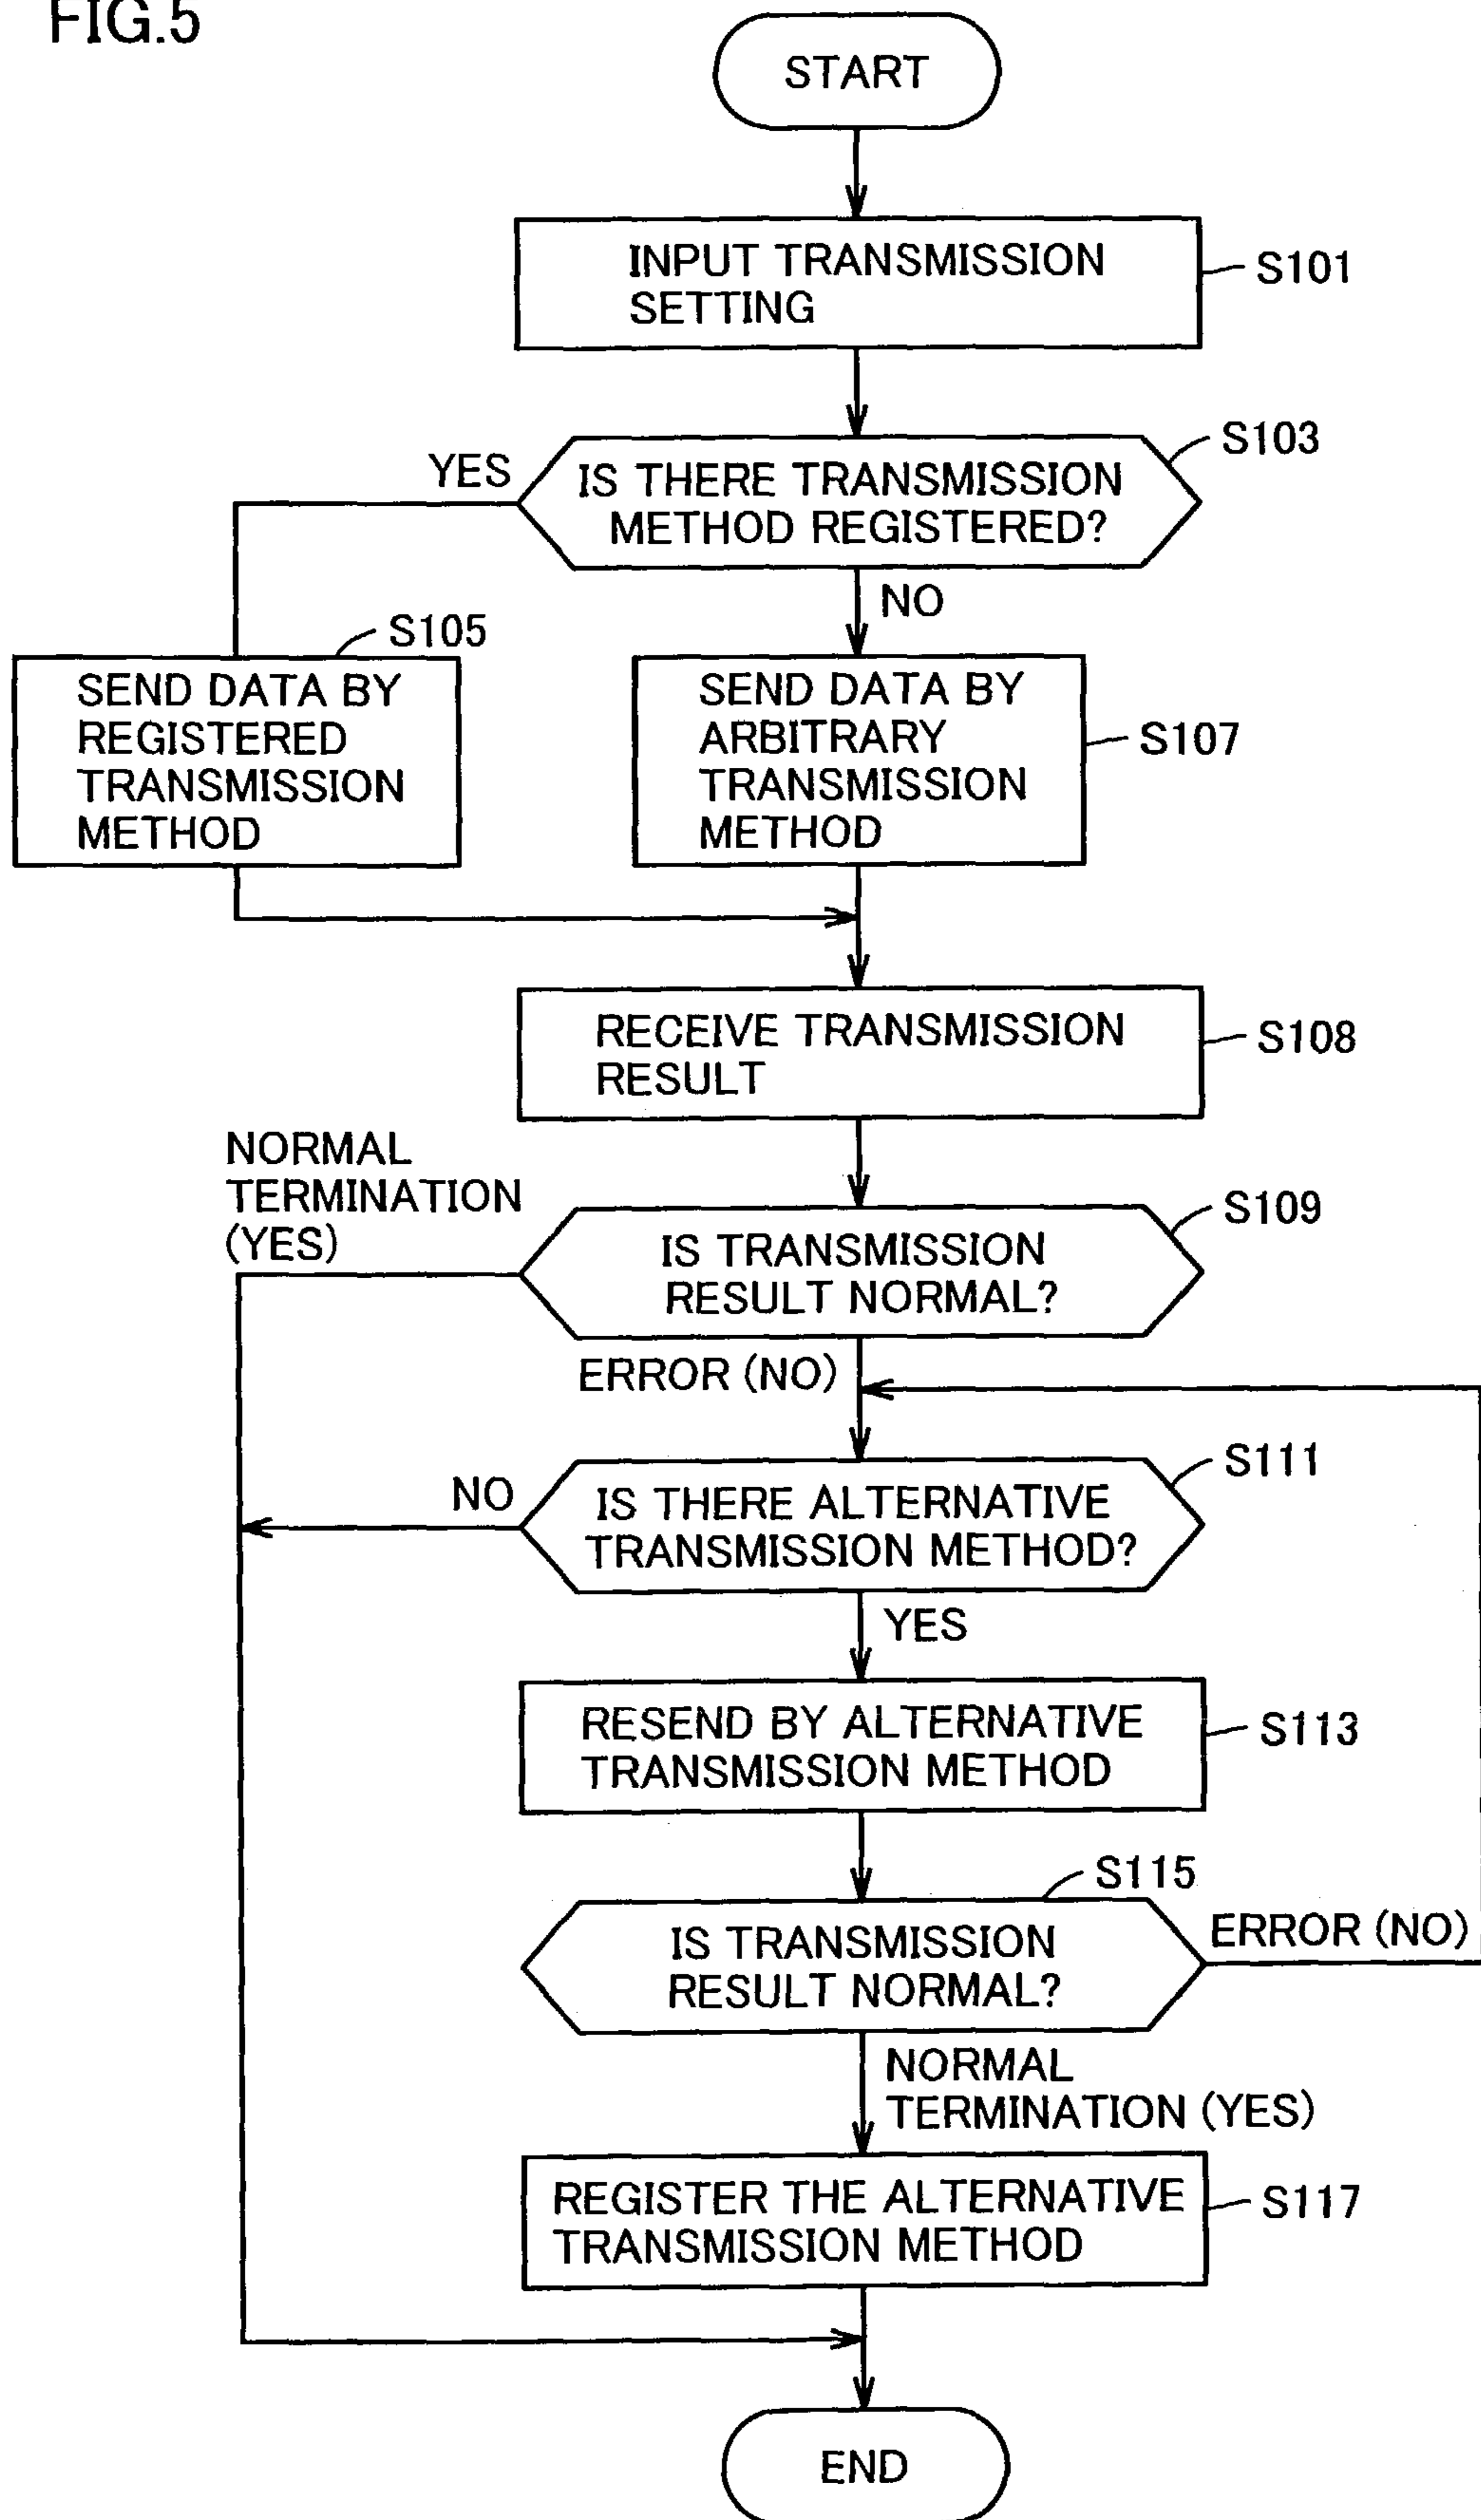 FIG.5
START
INPUT TRANSMISSION
SETTING
S101
S103
YES
IS THERE TRANSMISSION
METHOD REGISTERED?
NO
S105
SEND DATA BY
REGISTERED
TRANSMISSION
METHOD
SEND DATA BY
ARBITRARY
TRANSMISSION
METHOD
S107
RECEIVE TRANSMISSION
RESULT
S108
NORMAL
TERMINATION
(YES)
S109
IS TRANSMISSION
RESULT NORMAL?
ERROR (NO)
S111
NO
IS THERE ALTERNATIVE
TRANSMISSION METHOD?
YES
RESEND BY ALTERNATIVE
TRANSMISSION METHOD
S113
S115
IS TRANSMISSION
RESULT NORMAL?
ERROR (NO)
NORMAL
TERMINATION (YES)
REGISTER THE ALTERNATIVE
TRANSMISSION METHOD
S117
END